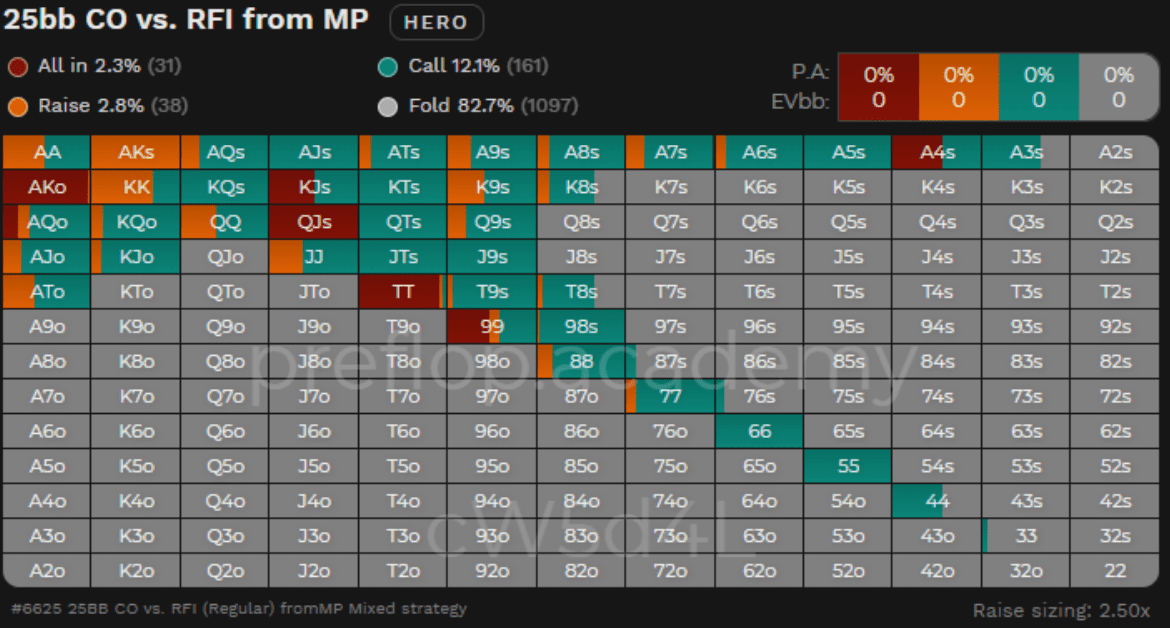 25bb CO vs. RFI from MP HERO
All in 2.3% (31) Call 12.1% (161) P.A: 0% 0% 0% 0%
Raise 2.8% (38) Fold 82.7% (1097) EVbb: 0 0 0 0
AA AKs AQs AJs ATs A9s A8s A7s A6s A5s A4s A3s A2s
AKo KK KQs KJs KTs K9s K8s K7s K6s K5s K4s K3s K2s
AQo KQo QQ QJs QTs Q9s Q8s Q7s Q6s Q5s Q4s Q3s Q2s
AJo KJo QJo JJ JTs J9s J8s J7s J6s J5s J4s J3s J2s
ATo KTo QTo JTo TT T9s T8s T7s T6s T5s T4s T3s T2s
A9o K9o Q9o J9o T9o 99 98s 97s 96s 95s 94s 93s 92s
preflop.academy
A8o K8o Q8o J8o T8o 98o 88 87s 86s 85s 84s 83s 82s
A7o K7o Q7o J7o T7o 97o 87o 77 76s 75s 74s 73s 72s
A6o K6o Q6o J6o T6o 96o 86o 76o 66 65s 64s 63s 62s
A5o K5o Q5o J5o T5o 95o 85o 75o 65o 55 54s 53s 52s
A4o K4o Q4o J4o T4o 94o 84o 74o 64o 54o 44 43s 42s
cW5d4L
A3o K3o Q3o J3o T3o 93o 83o 73o 63o 53o 43o 33 32s
A2o K2o Q2o J2o T2o 92o 82o 72o 62o 52o 42o 32o 22
#6625 25BB CO vs. RFI (Regular) fromMP Mixed strategy Raise sizing: 2.50x